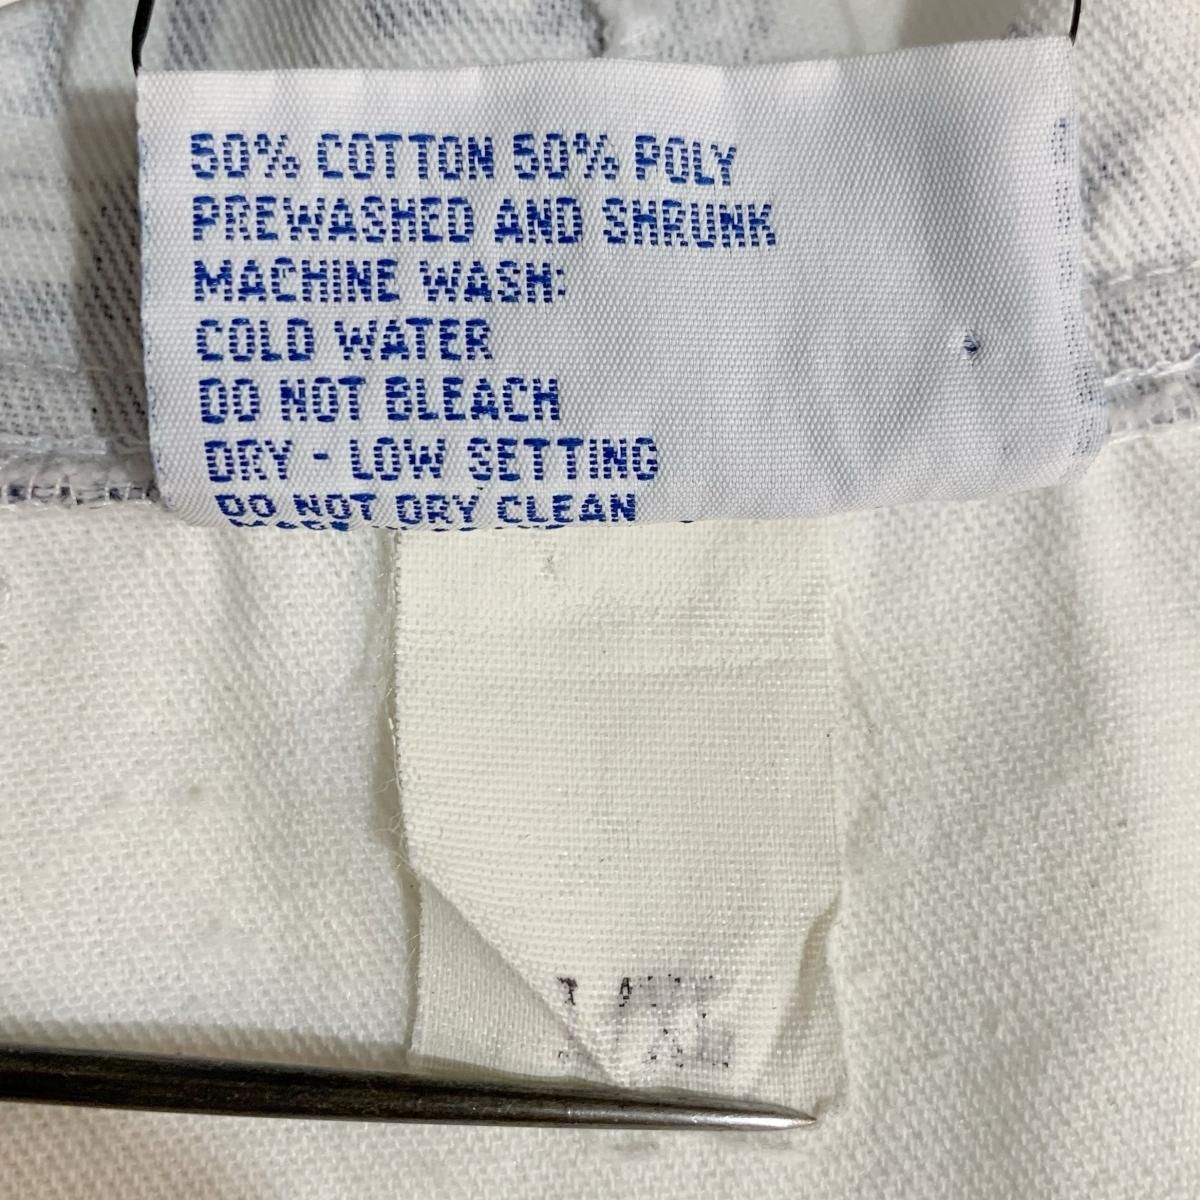 50% COTTON 50% POLY
PREWASHED AND SHRUNK
MACHINE WASH:
COLD WATER
DO NOT BLEACH
DRY - LOW SETTING
DO NOT DRY CLEAN